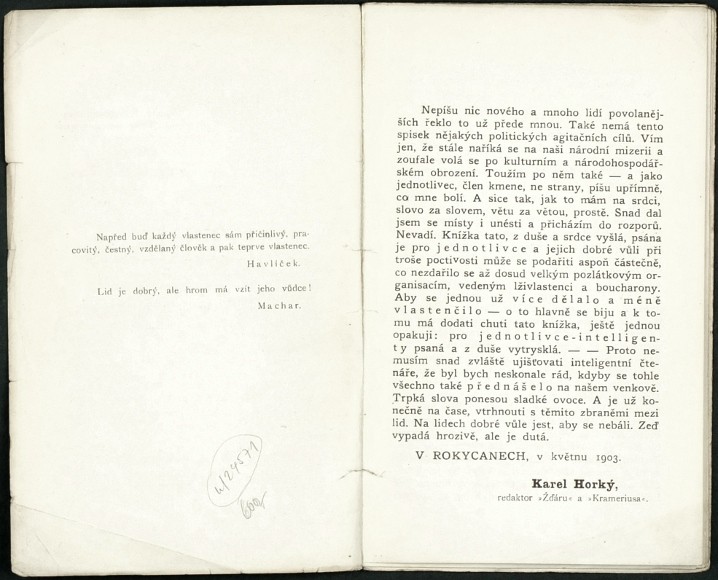 Napřed buď každý vlastenec sám přičinlivý, pra-
covitý, čestný, vzdělaný člověk a pak teprve vlastenec.
Havlíček.
Lid je dobrý, ale hrom má vzít jeho vůdce!
Machar.
Nepíšu nic nového a mnoho lidí povolaněj-
ších řeklo to už přede mnou. Také nemá tento
spisek nějakých politických agitačních cílů. Vím
jen, že stále naříká se na naši národní mizerii a
zoufale volá se po kulturním a národohospodář-
ském obrození. Toužím po něm také — a jako
jednotlivec, člen kmene, ne strany, píšu upřímně,
co mne bolí. A sice tak, jak to mám na srdci,
slovo za slovem, větu za větou, prostě. Snad dal
jsem se místy i unésti a přicházím do rozporů.
Nevadí. Knížka tato, z duše a srdce vyšlá, psána
je pro jednotlivce a jejich dobré vůli při
troše poctivosti může se podařiti aspoň částečně,
co nezdařilo se až dosud velkým pozlátkovým or-
ganisacím, vedeným lživlastenci a boucharony.
Aby se jednou už více dělalo a méně
vlastenčilo — o to hlavně se biju a k to-
mu má dodati chuti tato knížka, ještě jednou
opakuji: pro jednotlivce-intelligen-
ty psaná a z duše vytrysklá. — — Proto ne-
musím snad zvláště ujišťovati inteligentní čte-
náře, že byl bych neskonale rád, kdyby se tohle
všechno také přednášelo na našem venkově.
Trpká slova ponesou sladké ovoce. A je už ko-
nečně na čase, vtrhnouti s těmito zbraněmi mezi
lid. Na lidech dobré vůle jest, aby se nebáli. Zeď
vypadá hrozivě, ale je dutá.
V ROKYCANECH, v květnu 1903.
Karel Horký,
redaktor »Žďáru« a »Krameriusa«.